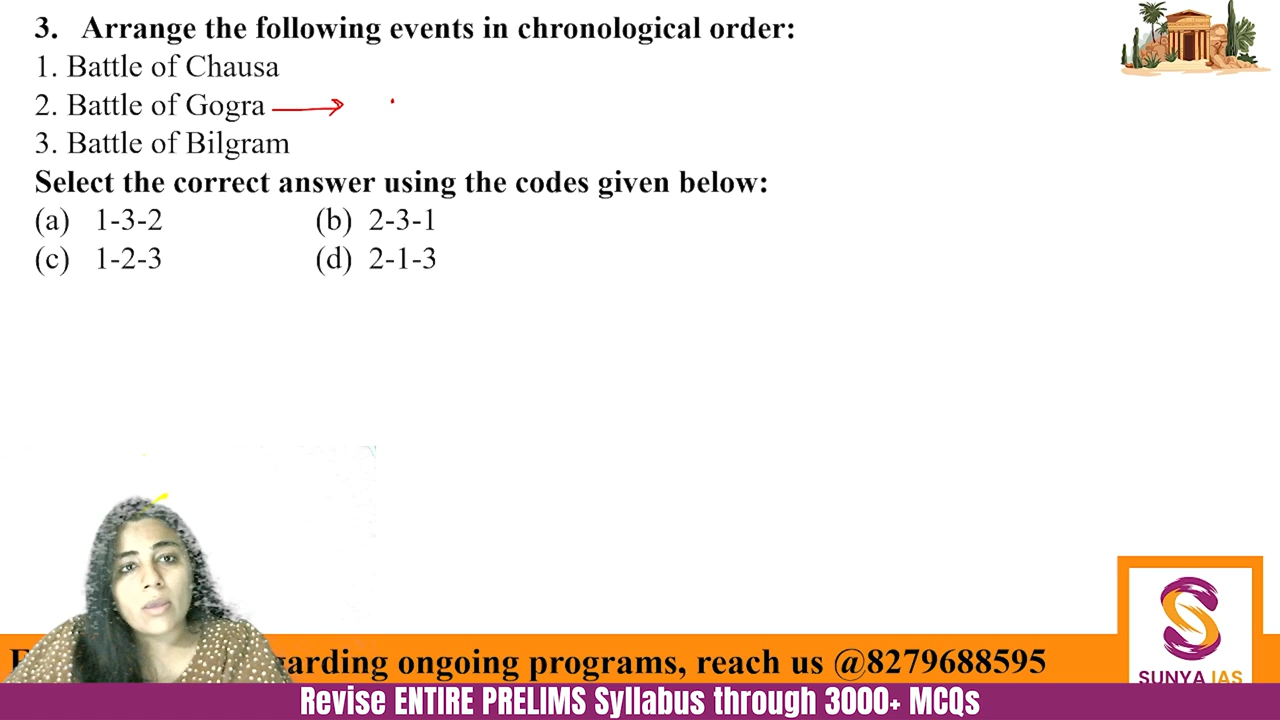 3. Arrange the following events in chronological order:
1. Battle of Chausa
2. Battle of Gogra
3. Battle of Bilgram
Select the correct answer using the codes given below:
(a) 1-3-2 (b) 2-3-1
(c) 1-2-3 (d) 2-1-3
garding ongoing programs, reach us @8279688595
SUNYA IAS
Revise ENTIRE PRELIMS Syllabus through 3000+ MCQs